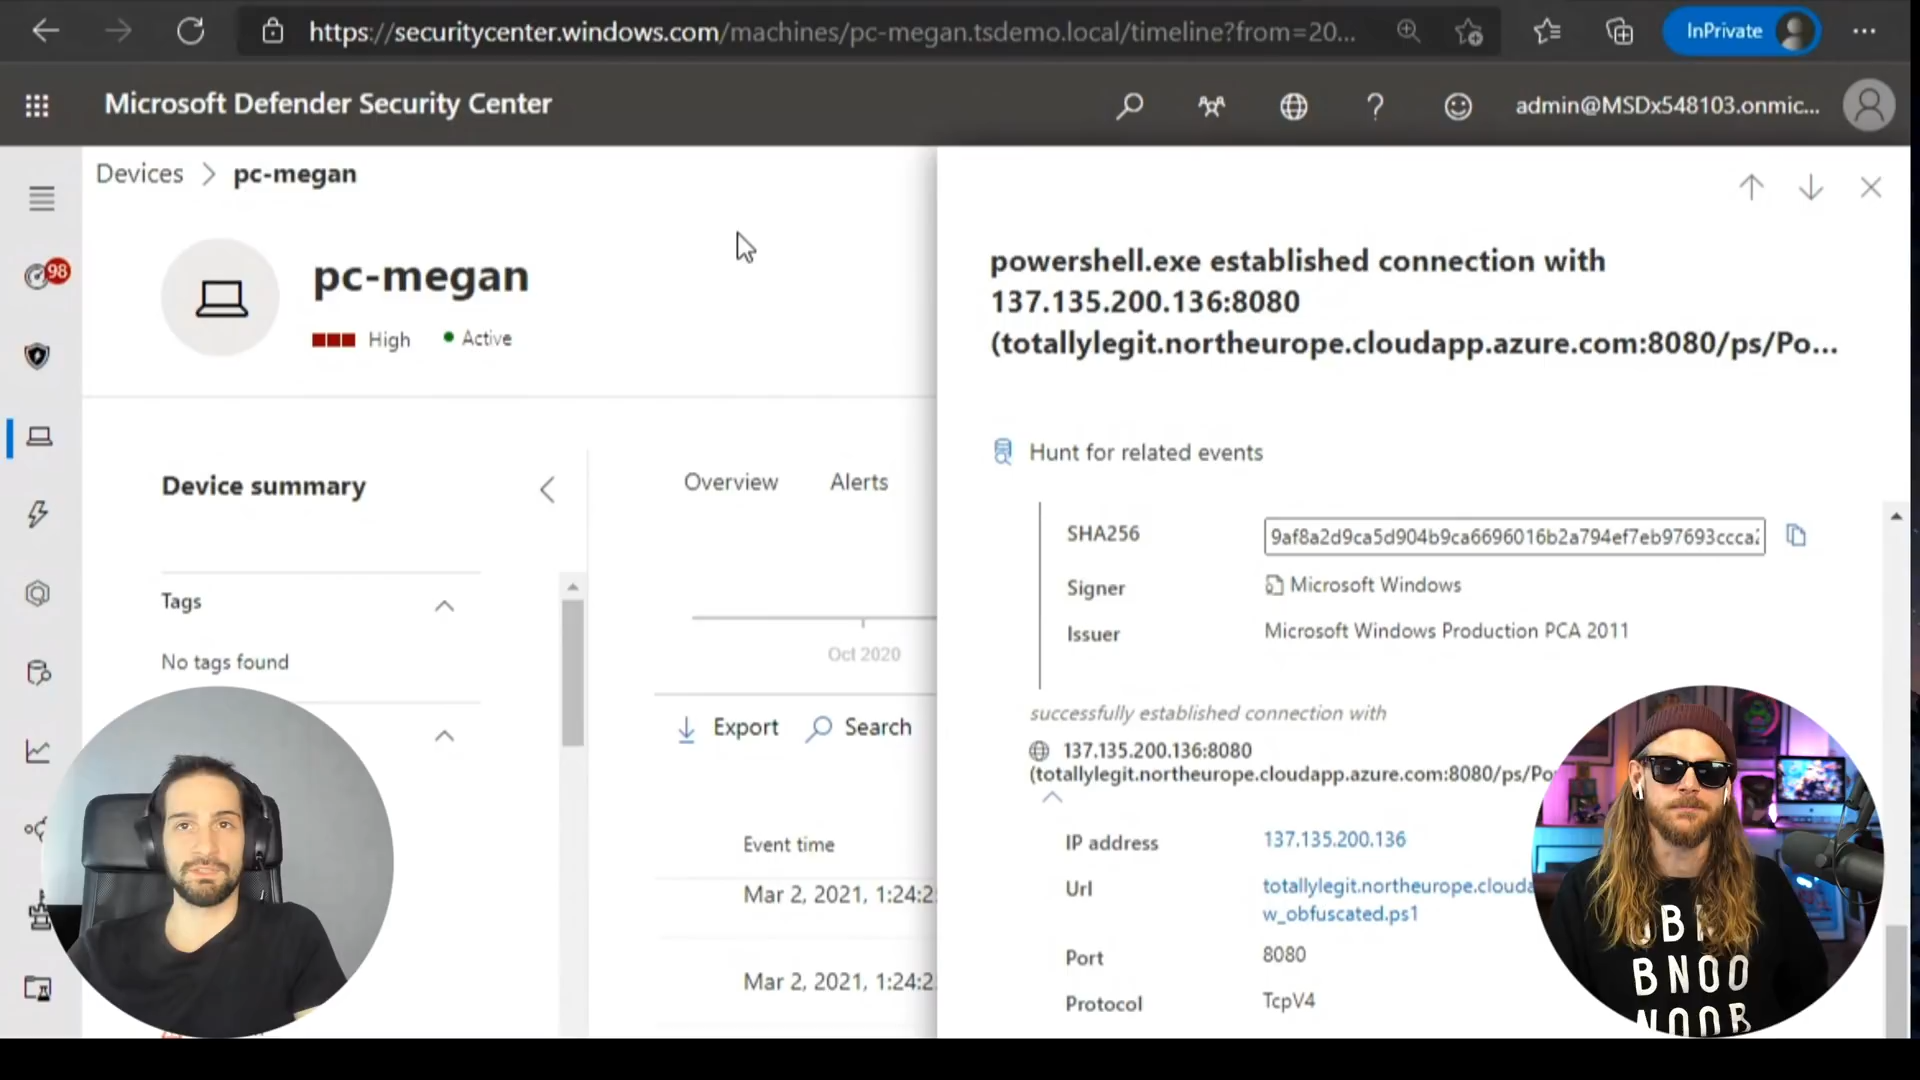 https://securitycenter.windows.com/machines/pc-megan.tsdemo.local/timeline?from=20...
InPrivate
Microsoft Defender Security Center
admin@MSDx548103.onmic...
Devices > pc-megan
98
pc-megan
High
Active
Device summary
Tags
No tags found
Overview
Alerts
Oct 2020
Export
Search
Event time
Mar 2, 2021, 1:24:2
Mar 2, 2021, 1:24:2
powershell.exe established connection with
137.135.200.136:8080
(totallylegit.northeurope.cloudapp.azure.com:8080/ps/Po...
Hunt for related events
SHA256
9af8a2d9ca5d904b9ca6696016b2a794ef7eb97693ccca2
Signer
Microsoft Windows
Issuer
Microsoft Windows Production PCA 2011
successfully established connection with
137.135.200.136:8080
(totallylegit.northeurope.cloudapp.azure.com:8080/ps/Po
IP address
137.135.200.136
Url
totallylegit.northeurope.clouda
w_obfuscated.ps1
Port
8080
Protocol
TcpV4
BNOO
NOOB